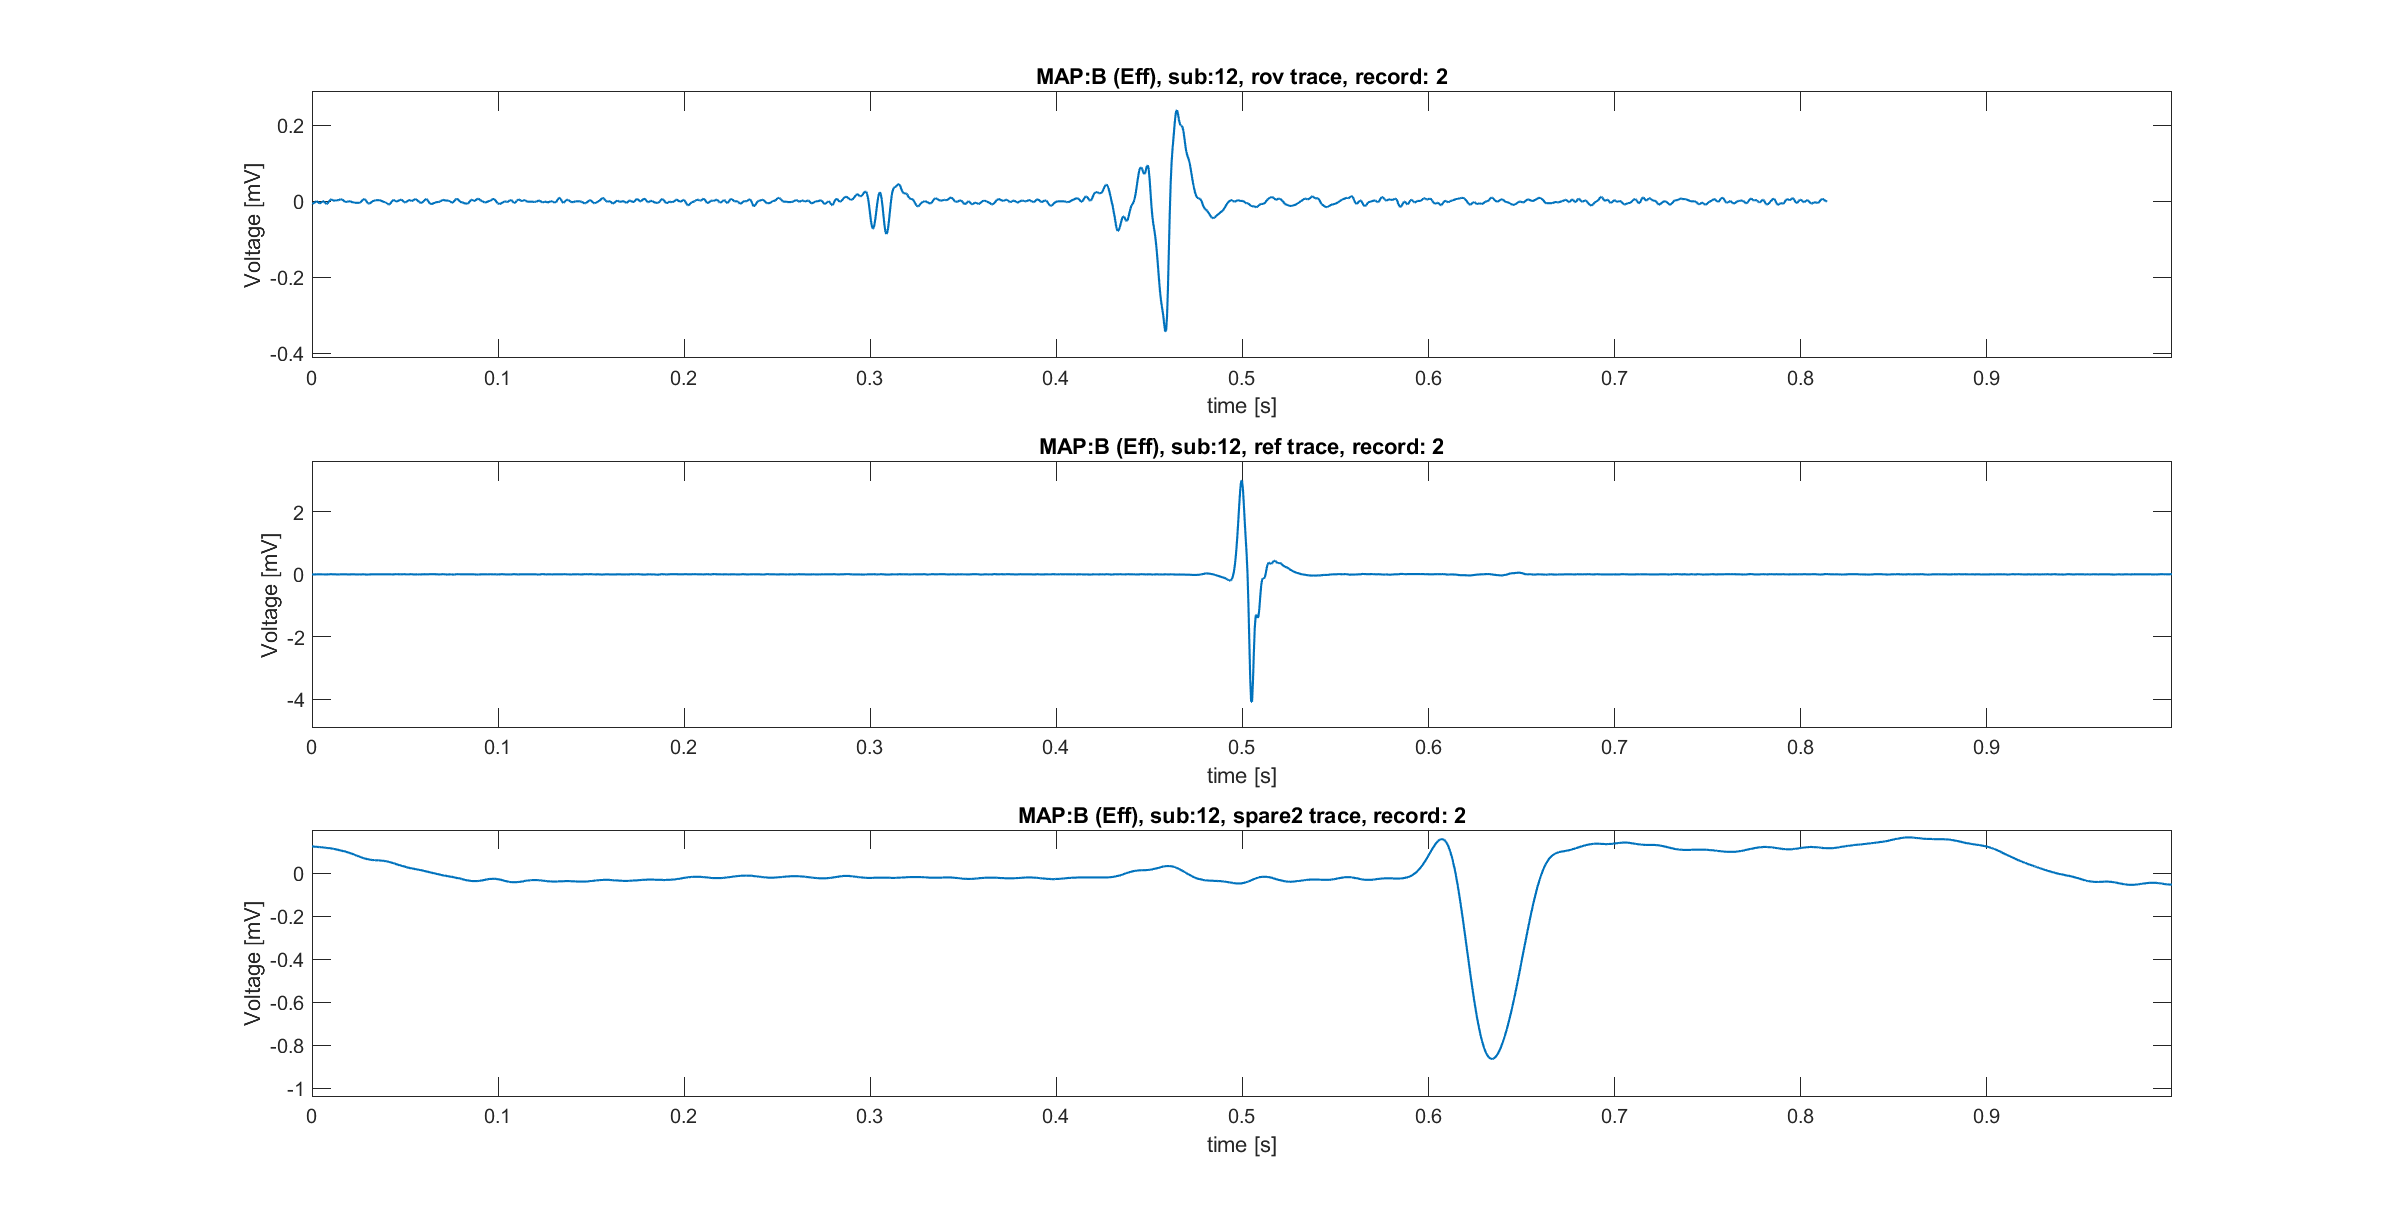 MAP:B (Eff), sub:12, rov trace, record: 2
Voltage [mV]
0.2
0
-0.2
-0.4
0 0.1 0.2 0.3 0.4 0.5 0.6 0.7 0.8 0.9
time [s]
MAP:B (Eff), sub:12, ref trace, record: 2
Voltage [mV]
2
0
-2
-4
0 0.1 0.2 0.3 0.4 0.5 0.6 0.7 0.8 0.9
time [s]
MAP:B (Eff), sub:12, spare2 trace, record: 2
Voltage [mV]
0
-0.2
-0.4
-0.6
-0.8
-1
0 0.1 0.2 0.3 0.4 0.5 0.6 0.7 0.8 0.9
time [s]